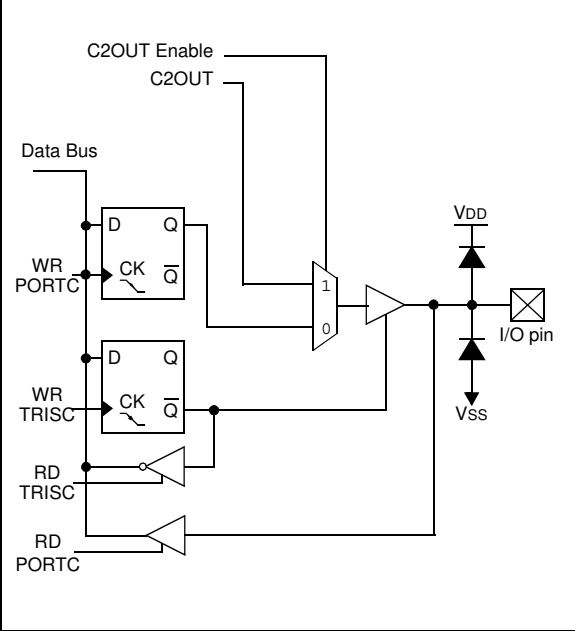 C2OUT Enable
C2OUT
Data Bus
VDD
D Q
WR
PORTC
CK Q
1
0
I/O pin
D Q
WR
TRISC
CK Q
VSS
RD
TRISC
RD
PORTC